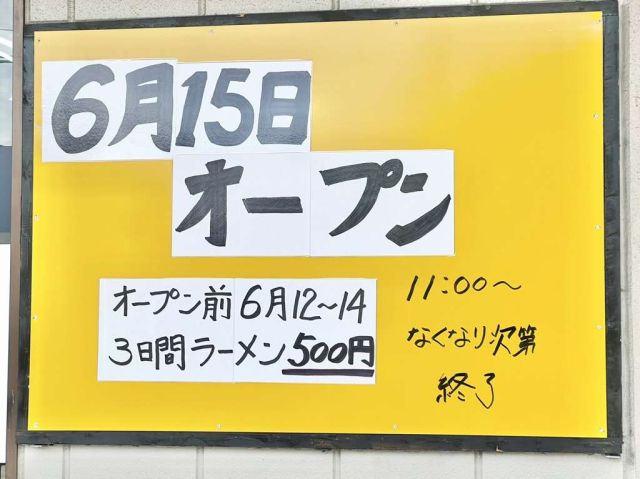 6月15日
オープン
オープン前 6月12～14
3日間ラーメン 500円
11:00～
なくなり次第
終了